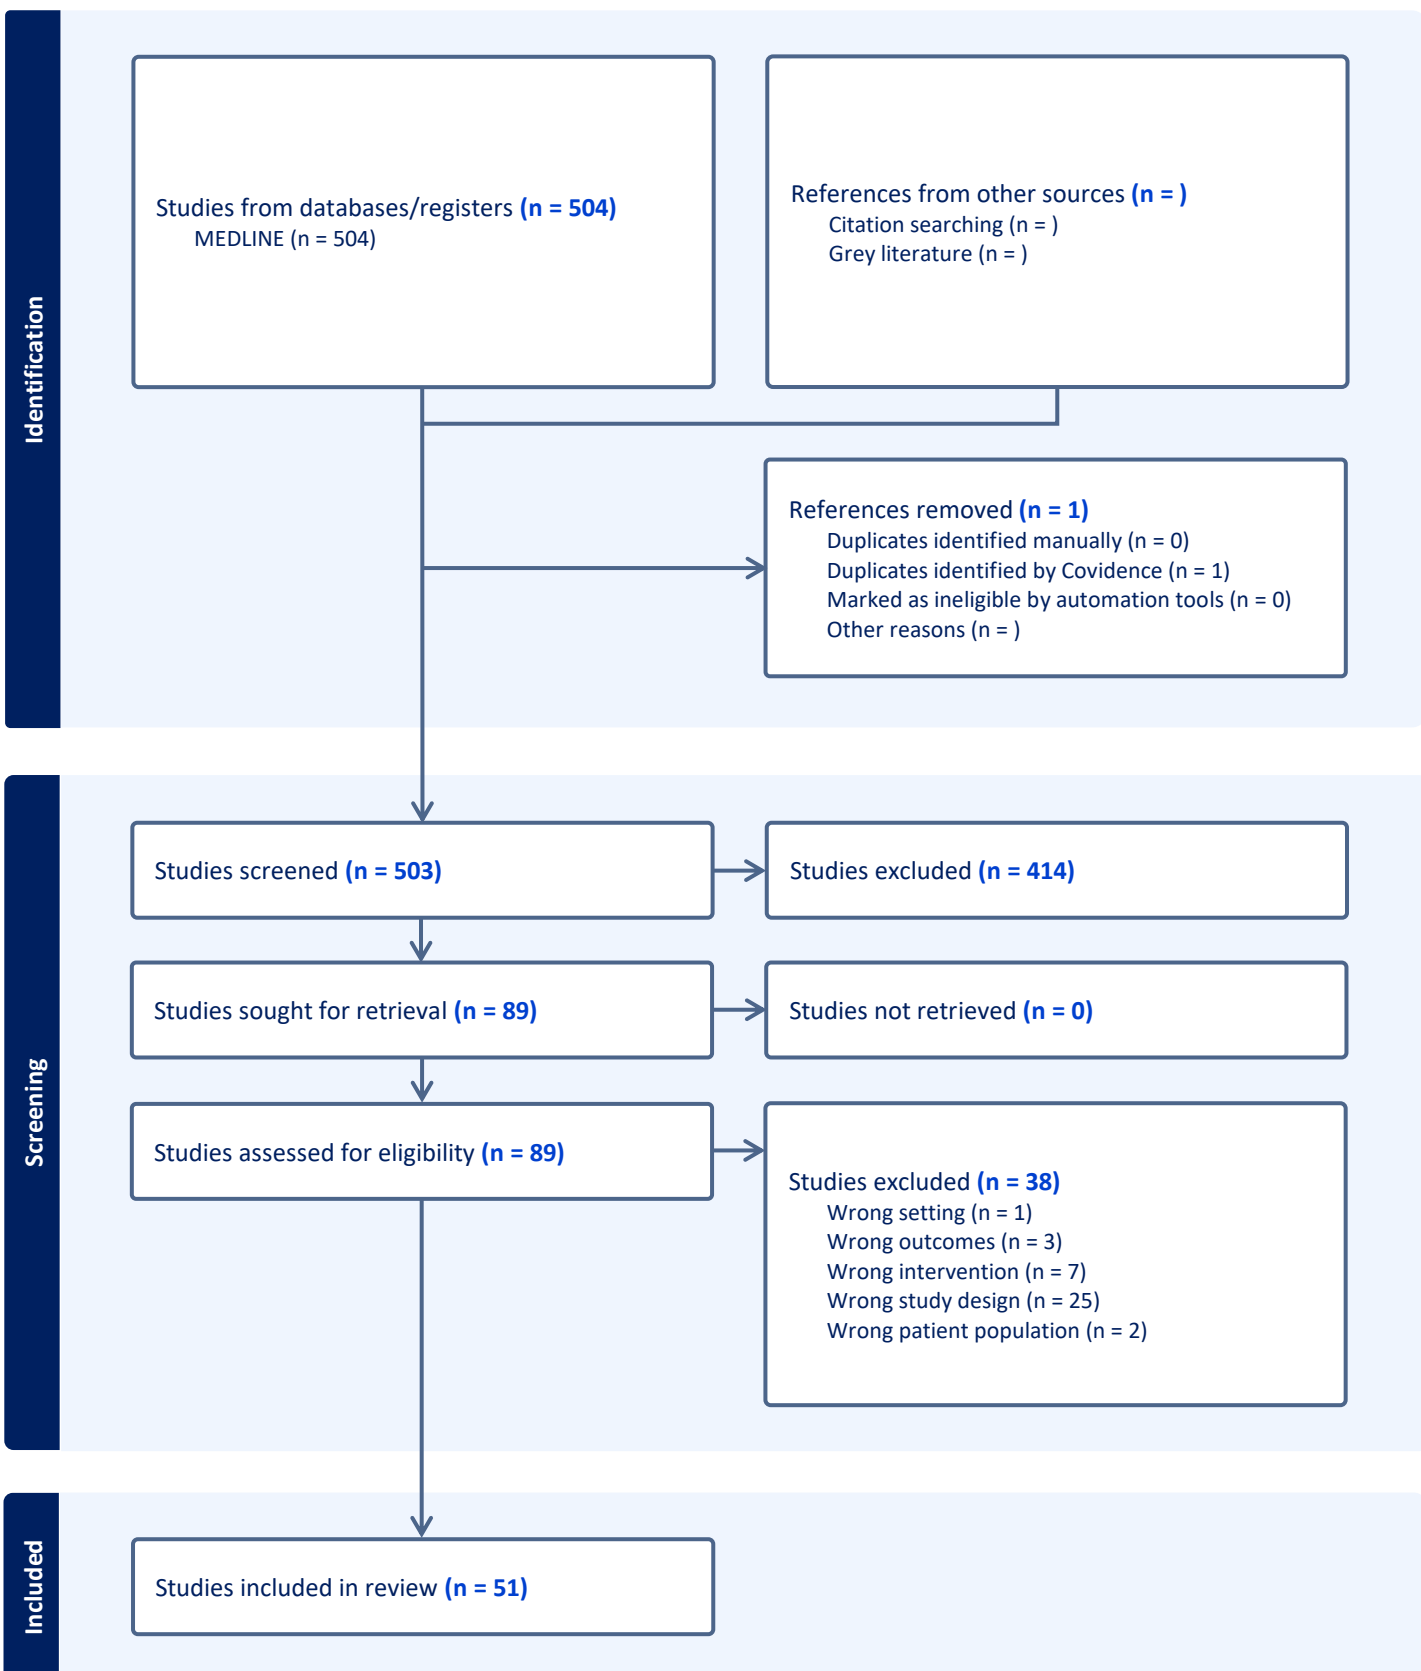 Identification
Studies from databases/registers (n = 504)
MEDLINE (n = 504)
References from other sources (n = )
Citation searching (n = )
Grey literature (n = )
References removed (n = 1)
Duplicates identified manually (n = 0)
Duplicates identified by Covidence (n = 1)
Marked as ineligible by automation tools (n = 0)
Other reasons (n = )
Screening
Studies screened (n = 503)
Studies excluded (n = 414)
Studies sought for retrieval (n = 89)
Studies not retrieved (n = 0)
Studies assessed for eligibility (n = 89)
Studies excluded (n = 38)
Wrong setting (n = 1)
Wrong outcomes (n = 3)
Wrong intervention (n = 7)
Wrong study design (n = 25)
Wrong patient population (n = 2)
Included
Studies included in review (n = 51)